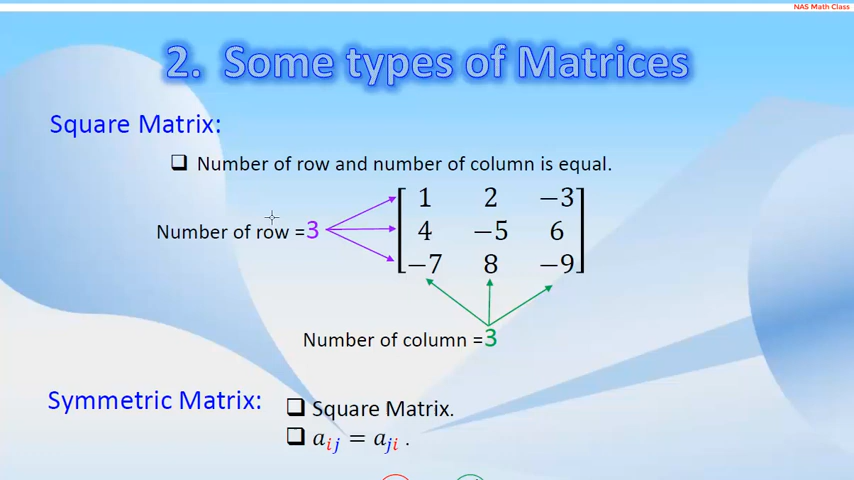 NAS Math Class
2. Some types of Matrices
Square Matrix:
❑ Number of row and number of column is equal.
[ 1 2 −3 ]
Number of row =3 [ 4 −5 6 ]
[ −7 8 −9 ]
Number of column =3
Symmetric Matrix: ❑ Square Matrix.
❑ a_ij = a_ji .